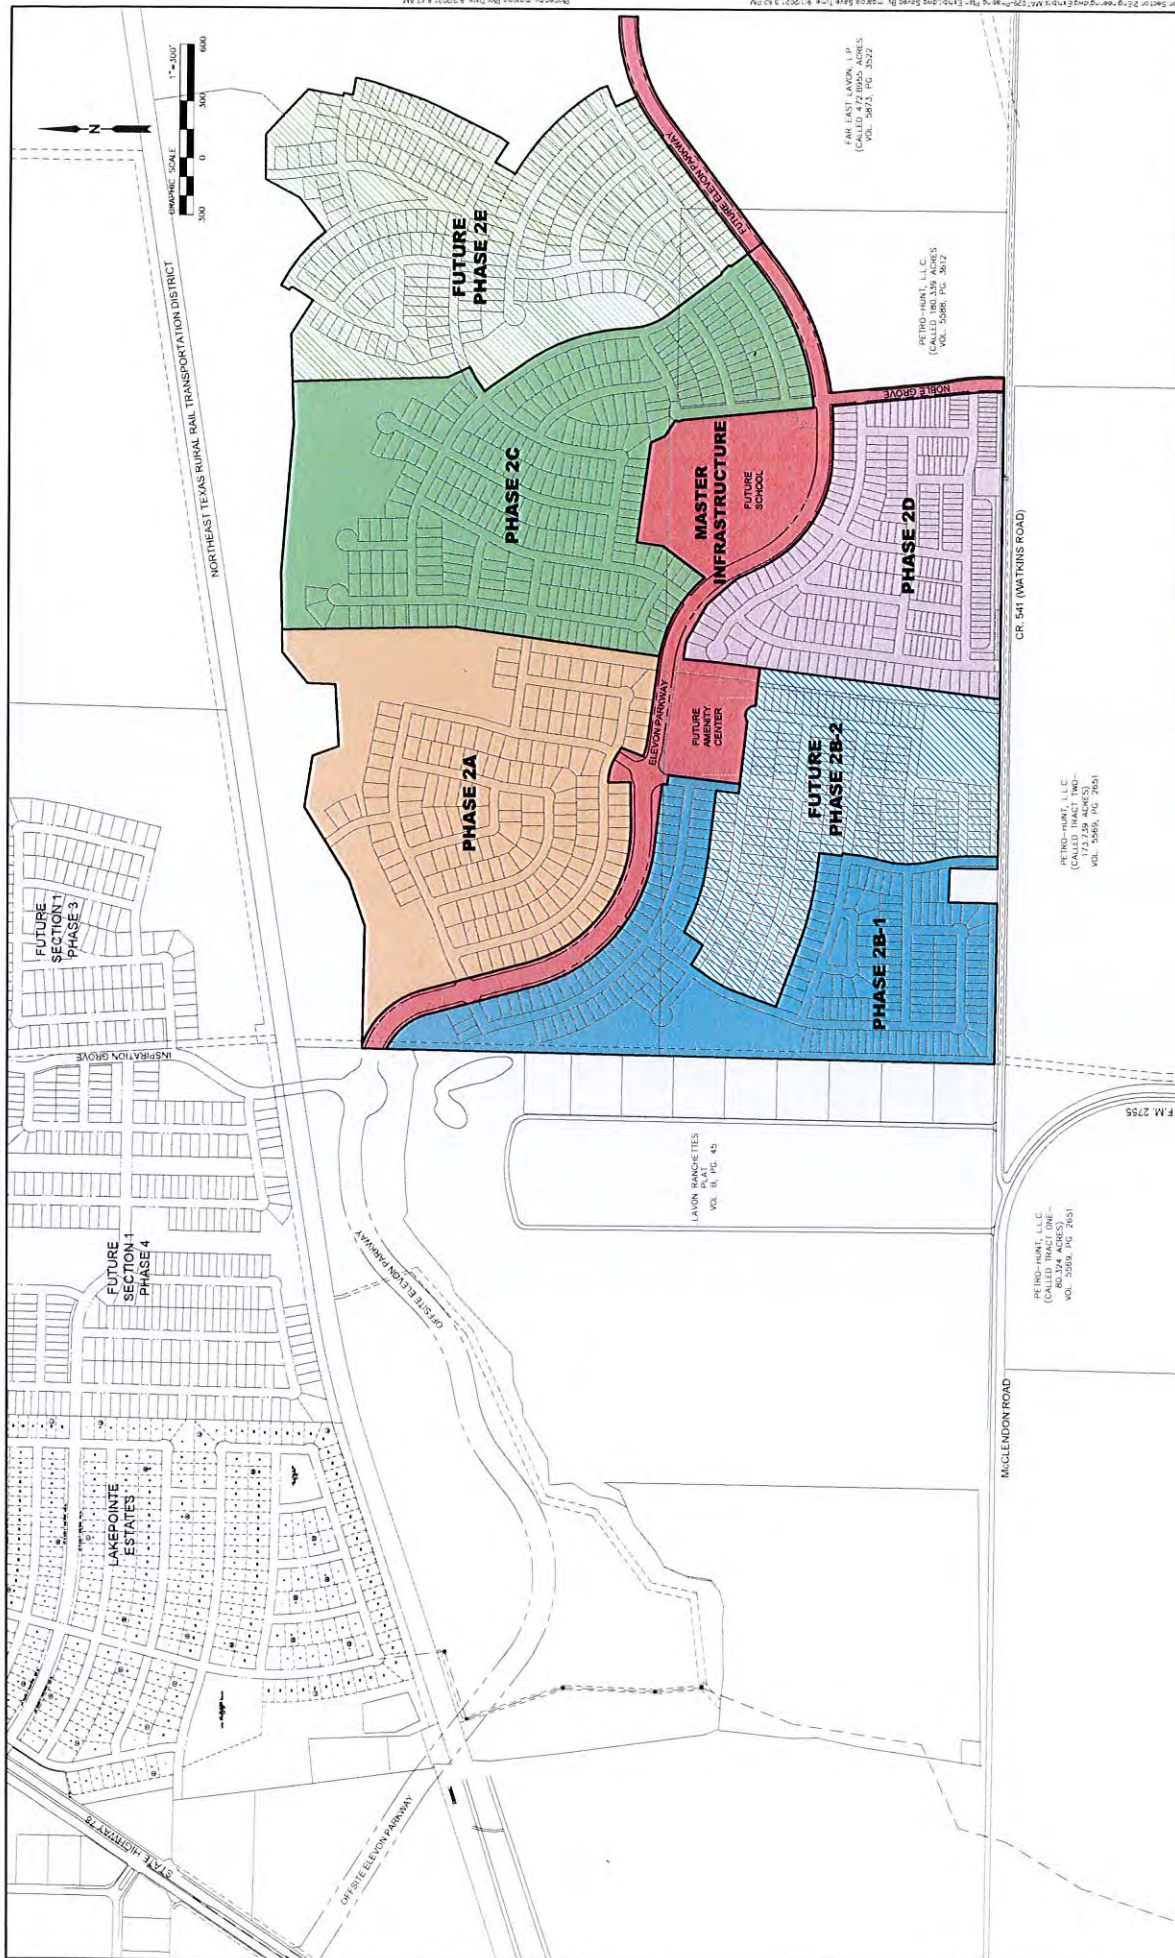 GRAPHIC SCALE
1"=300'
300
0
300
600
N
NORTHEAST TEXAS RURAL RAIL TRANSPORTATION DISTRICT
FUTURE
SECTION 1
PHASE 3
INSPIRATION GROVE
FUTURE
SECTION 1
PHASE 4
LAKEPOINTE
ESTATES
STATE HIGHWAY 78
OFFSITE ELEVON PARKWAY
OFFSITE ELEVON PARKWAY
LAVON RANCHETTES
PLAT
VOL. B, PG. 45
PHASE 2A
PHASE 2C
FUTURE
PHASE 2E
FUTURE ELEVON PARKWAY
MASTER
INFRASTRUCTURE
FUTURE
SCHOOL
ELEVON PARKWAY
FUTURE
AMENITY
CENTER
FUTURE
PHASE 2B-2
PHASE 2B-1
PHASE 2D
NOBLE GROVE
CR. 541 (WATKINS ROAD)
McCLENDON ROAD
F.M. 2755
FAR EAST LAVON, L.P.
(CALLED 472.8955 ACRES
VOL. 5873, PG. 3522
PETRO-HUNT, L.L.C.
(CALLED 180.339 ACRES
VOL. 5588, PG. 3612
PETRO-HUNT, L.L.C.
(CALLED TRACT TWO-
173.739 ACRES)
VOL. 5569, PG. 2651
PETRO-HUNT, L.L.C.
(CALLED TRACT ONE-
80.324 ACRES)
VOL. 5569, PG. 2651